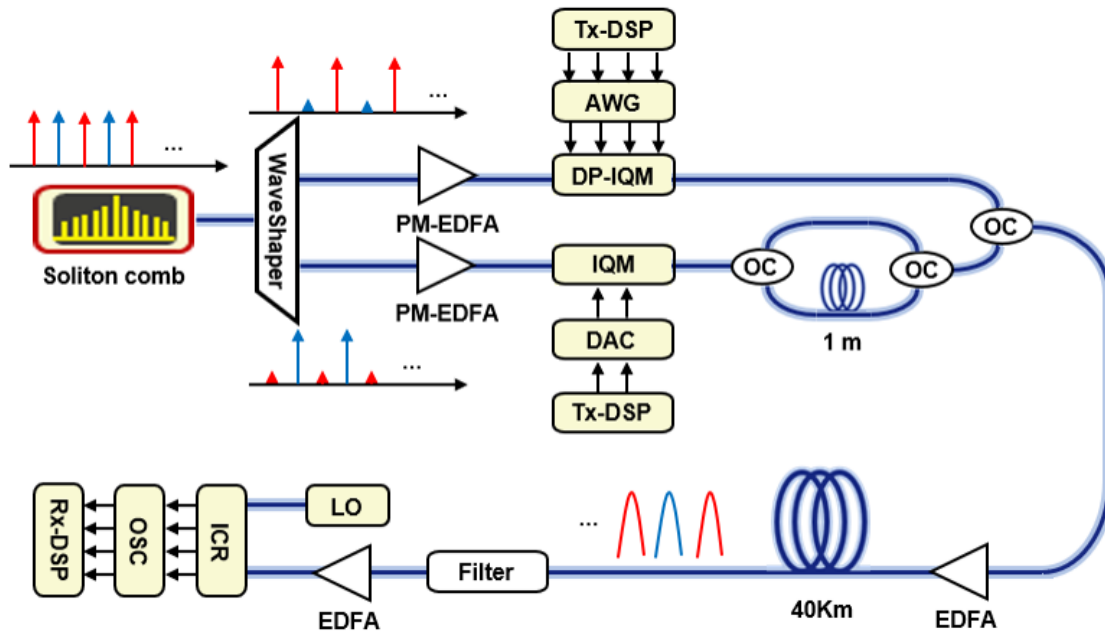 Tx-DSP
...
AWG
...
WaveShaper
DP-IQM
PM-EDFA
OC
Soliton comb
IQM
OC
OC
PM-EDFA
DAC
1 m
...
Tx-DSP
Rx-DSP
OSC
ICR
LO
...
Filter
EDFA
40Km
EDFA